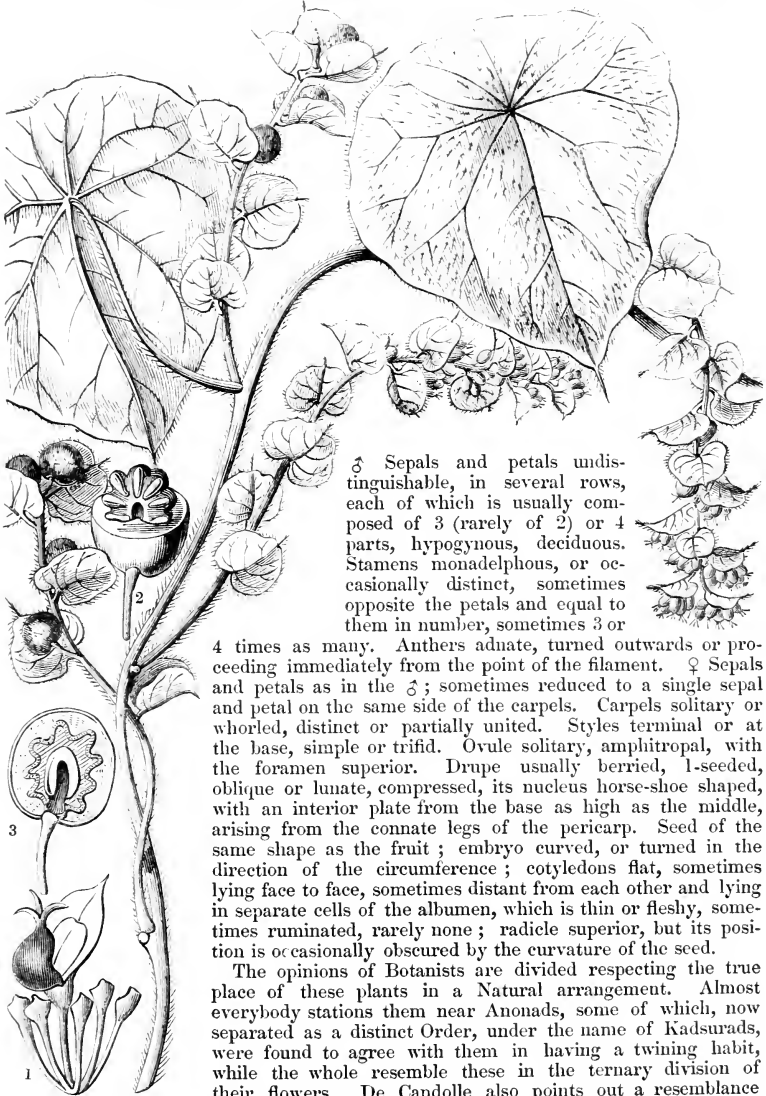 ♂ Sepals and petals undis-
tinguishable, in several rows,
each of which is usually com-
posed of 3 (rarely of 2) or 4
parts, hypogynous, deciduous.
Stamens monadelphous, or oc-
casionally distinct, sometimes
opposite the petals and equal to
them in number, sometimes 3 or
4 times as many. Anthers adnate, turned outwards or pro-
ceeding immediately from the point of the filament. ♀ Sepals
and petals as in the ♂; sometimes reduced to a single sepal
and petal on the same side of the carpels. Carpels solitary or
whorled, distinct or partially united. Styles terminal or at
the base, simple or trifid. Ovule solitary, amphitropal, with
the foramen superior. Drupe usually berried, 1-seeded,
oblique or lunate, compressed, its nucleus horse-shoe shaped,
with an interior plate from the base as high as the middle,
arising from the connate legs of the pericarp. Seed of the
same shape as the fruit; embryo curved, or turned in the
direction of the circumference; cotyledons flat, sometimes
lying face to face, sometimes distant from each other and lying
in separate cells of the albumen, which is thin or fleshy, some-
times ruminated, rarely none; radicle superior, but its posi-
tion is occasionally obscured by the curvature of the seed.
The opinions of Botanists are divided respecting the true
place of these plants in a Natural arrangement. Almost
everybody stations them near Anonads, some of which, now
separated as a distinct Order, under the name of Kadsurads,
were found to agree with them in having a twining habit,
while the whole resemble these in the ternary division of
their flowers. De Candolle also points out a resemblance
2
3
1